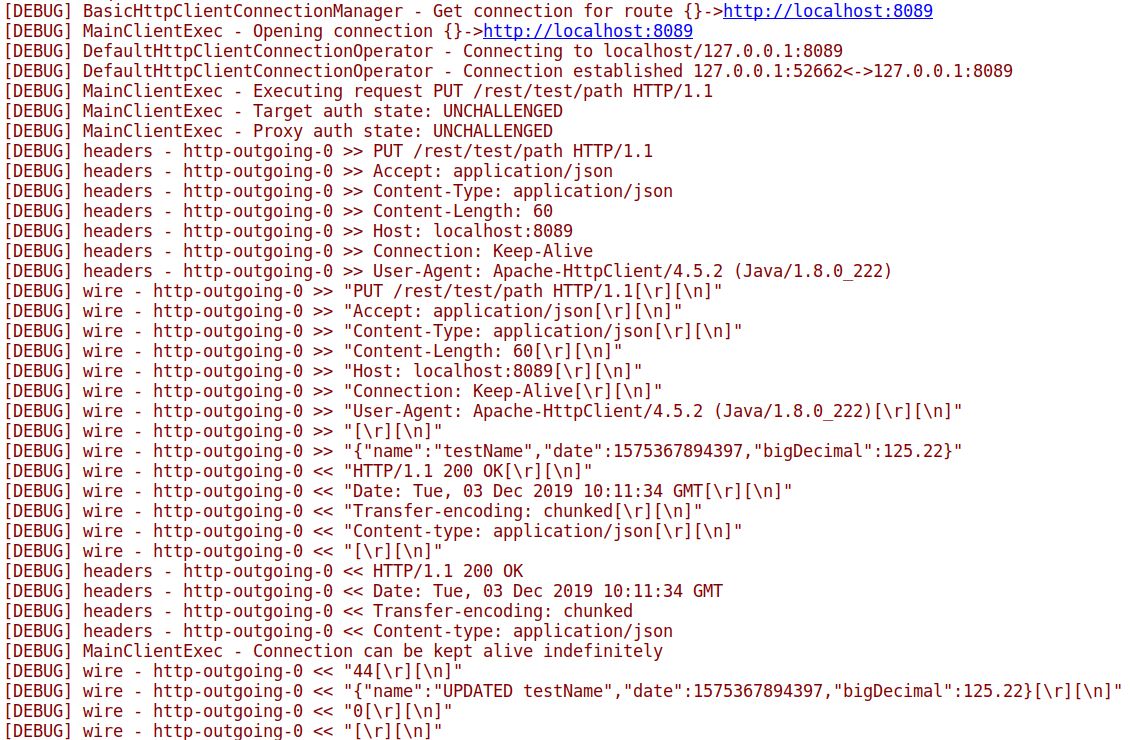 [DEBUG] BasicHttpClientConnectionManager - Get connection for route {}->http://localhost:8089
[DEBUG] MainClientExec - Opening connection {}->http://localhost:8089
[DEBUG] DefaultHttpClientConnectionOperator - Connecting to localhost/127.0.0.1:8089
[DEBUG] DefaultHttpClientConnectionOperator - Connection established 127.0.0.1:52662<->127.0.0.1:8089
[DEBUG] MainClientExec - Executing request PUT /rest/test/path HTTP/1.1
[DEBUG] MainClientExec - Target auth state: UNCHALLENGED
[DEBUG] MainClientExec - Proxy auth state: UNCHALLENGED
[DEBUG] headers - http-outgoing-0 >> PUT /rest/test/path HTTP/1.1
[DEBUG] headers - http-outgoing-0 >> Accept: application/json
[DEBUG] headers - http-outgoing-0 >> Content-Type: application/json
[DEBUG] headers - http-outgoing-0 >> Content-Length: 60
[DEBUG] headers - http-outgoing-0 >> Host: localhost:8089
[DEBUG] headers - http-outgoing-0 >> Connection: Keep-Alive
[DEBUG] headers - http-outgoing-0 >> User-Agent: Apache-HttpClient/4.5.2 (Java/1.8.0_222)
[DEBUG] wire - http-outgoing-0 >> "PUT /rest/test/path HTTP/1.1[\r][\n]"
[DEBUG] wire - http-outgoing-0 >> "Accept: application/json[\r][\n]"
[DEBUG] wire - http-outgoing-0 >> "Content-Type: application/json[\r][\n]"
[DEBUG] wire - http-outgoing-0 >> "Content-Length: 60[\r][\n]"
[DEBUG] wire - http-outgoing-0 >> "Host: localhost:8089[\r][\n]"
[DEBUG] wire - http-outgoing-0 >> "Connection: Keep-Alive[\r][\n]"
[DEBUG] wire - http-outgoing-0 >> "User-Agent: Apache-HttpClient/4.5.2 (Java/1.8.0_222)[\r][\n]"
[DEBUG] wire - http-outgoing-0 >> "[\r][\n]"
[DEBUG] wire - http-outgoing-0 >> "{"name":"testName","date":1575367894397,"bigDecimal":125.22}"
[DEBUG] wire - http-outgoing-0 << "HTTP/1.1 200 OK[\r][\n]"
[DEBUG] wire - http-outgoing-0 << "Date: Tue, 03 Dec 2019 10:11:34 GMT[\r][\n]"
[DEBUG] wire - http-outgoing-0 << "Transfer-encoding: chunked[\r][\n]"
[DEBUG] wire - http-outgoing-0 << "Content-type: application/json[\r][\n]"
[DEBUG] wire - http-outgoing-0 << "[\r][\n]"
[DEBUG] headers - http-outgoing-0 << HTTP/1.1 200 OK
[DEBUG] headers - http-outgoing-0 << Date: Tue, 03 Dec 2019 10:11:34 GMT
[DEBUG] headers - http-outgoing-0 << Transfer-encoding: chunked
[DEBUG] headers - http-outgoing-0 << Content-type: application/json
[DEBUG] MainClientExec - Connection can be kept alive indefinitely
[DEBUG] wire - http-outgoing-0 << "44[\r][\n]"
[DEBUG] wire - http-outgoing-0 << "{"name":"UPDATED testName","date":1575367894397,"bigDecimal":125.22}[\r][\n]"
[DEBUG] wire - http-outgoing-0 << "0[\r][\n]"
[DEBUG] wire - http-outgoing-0 << "[\r][\n]"